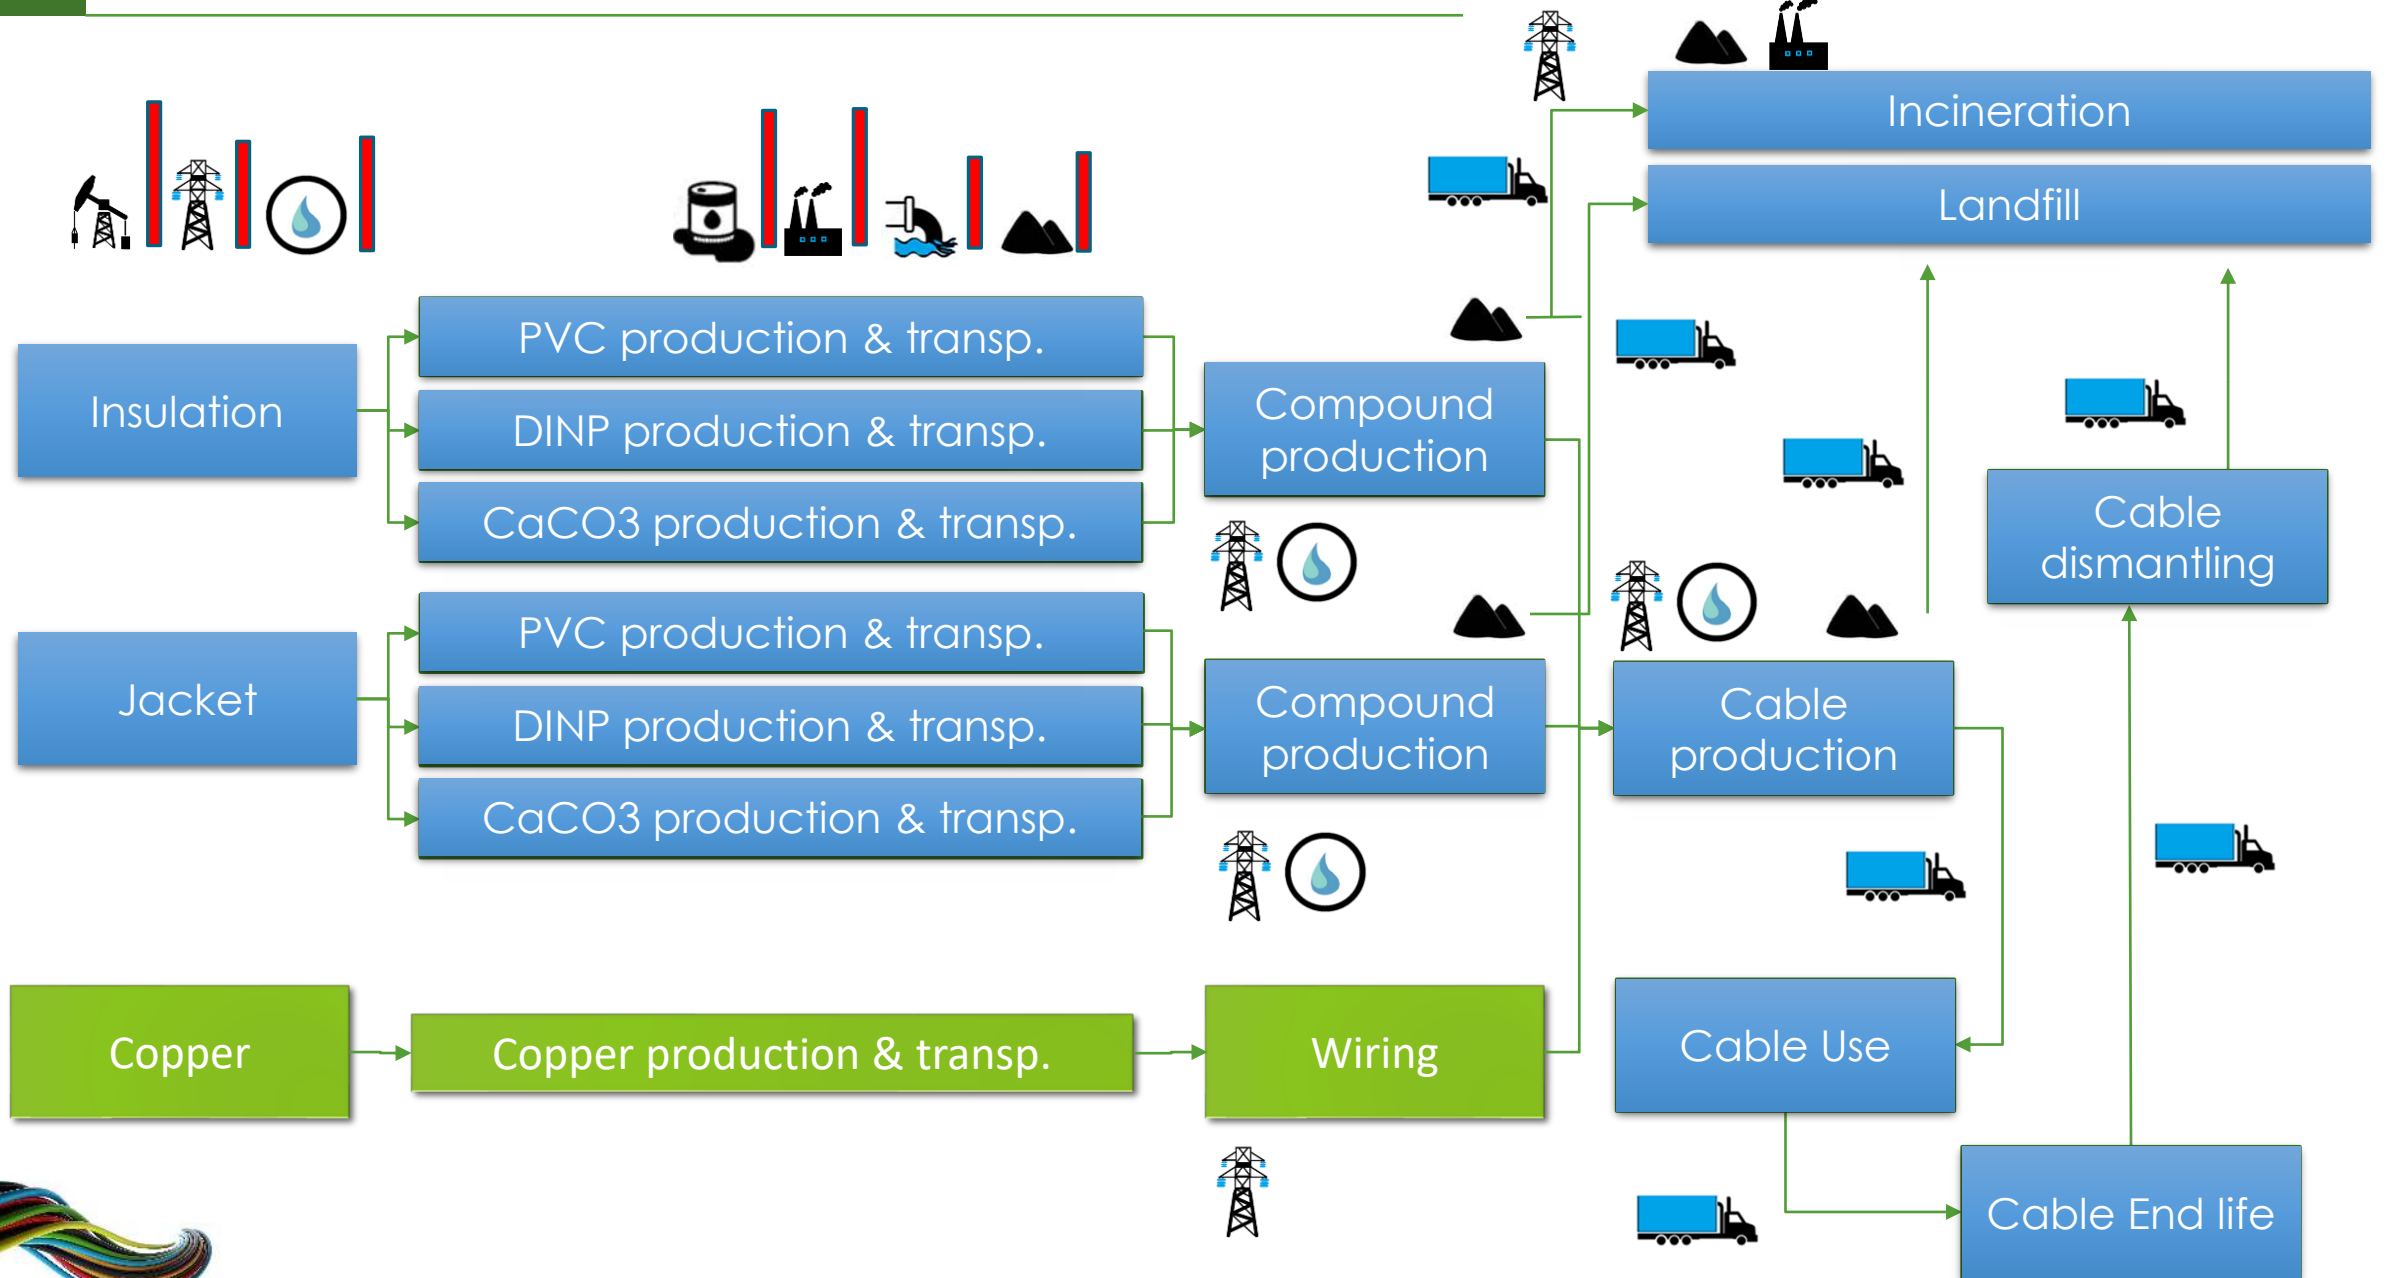 Incineration
Landfill
Insulation
PVC production & transp.
DINP production & transp.
CaCO3 production & transp.
Compound
production
Jacket
PVC production & transp.
DINP production & transp.
CaCO3 production & transp.
Compound
production
Cable
production
Cable
dismantling
Copper
Copper production & transp.
Wiring
Cable Use
Cable End life